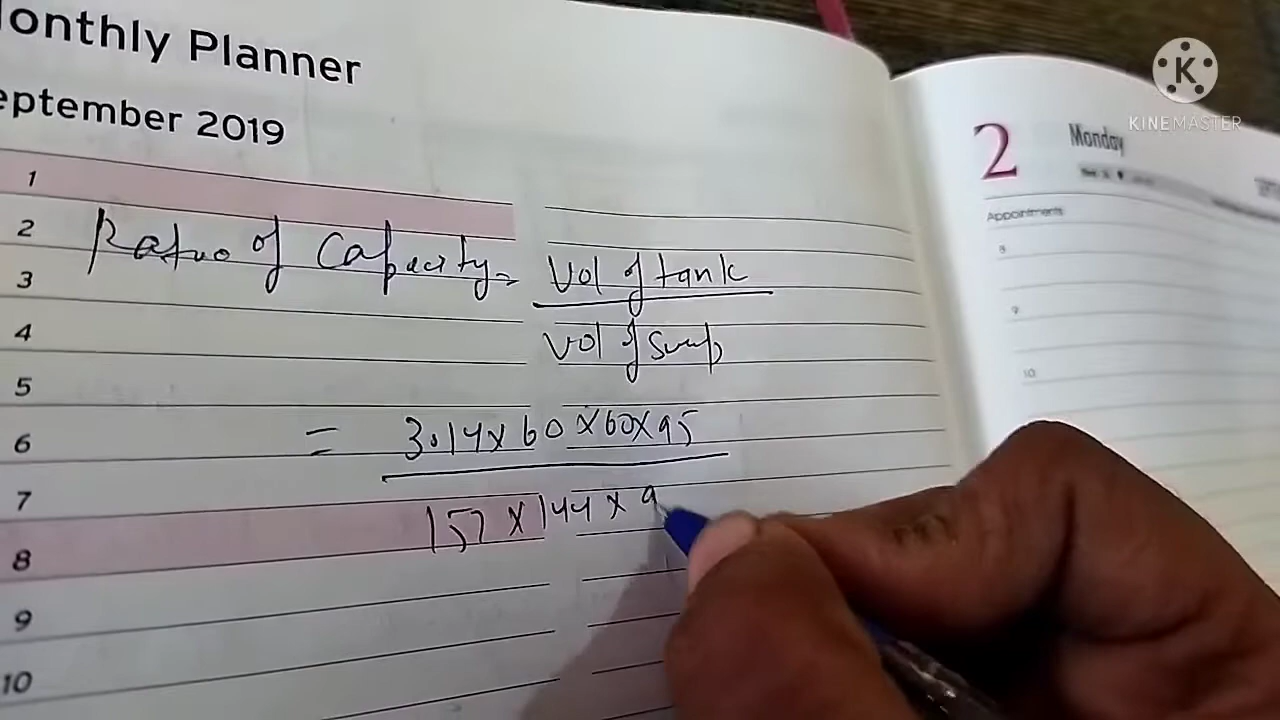 onthly Planner
eptember 2019
1
2
3
4
5
6
7
8
9
10
Ratio of Capacity = Vol of tank
Vol of sump
= 3.14 x 60 x 60 x 95
157 x 144 x 9
2 Monday
Appointments
8
9
10
K
KINEMASTER